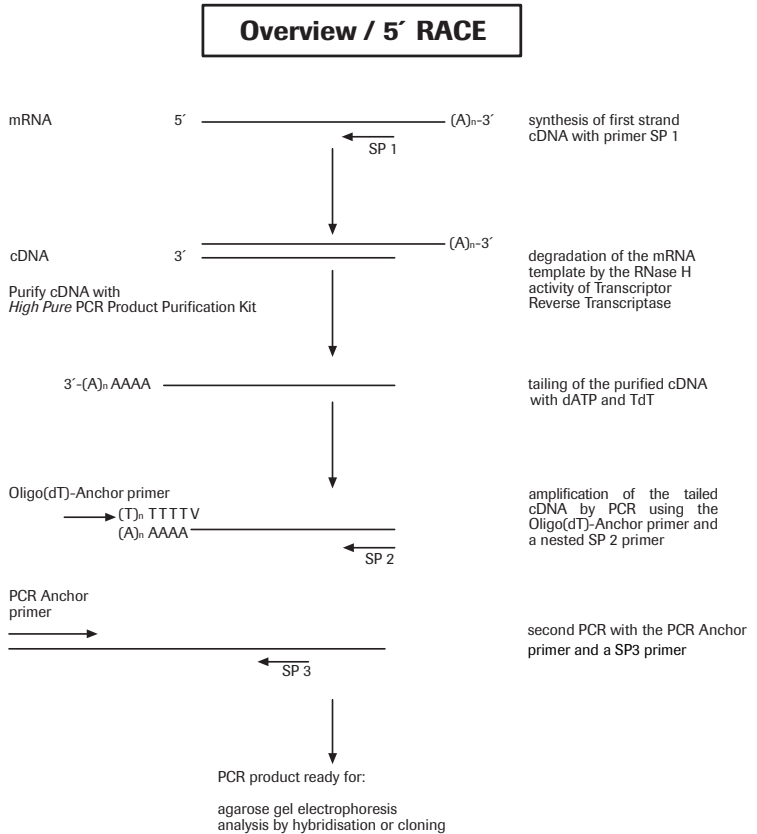 Overview / 5´ RACE
mRNA 5´ (A)n-3´ synthesis of first strand
cDNA with primer SP 1
SP 1
(A)n-3´
cDNA 3´ degradation of the mRNA
template by the RNase H
activity of Transcriptor
Reverse Transcriptase
Purify cDNA with
High Pure PCR Product Purification Kit
3´-(A)n AAAA tailing of the purified cDNA
with dATP and TdT
Oligo(dT)-Anchor primer
(T)n TTTTV
(A)n AAAA
SP 2
amplification of the tailed
cDNA by PCR using the
Oligo(dT)-Anchor primer and
a nested SP 2 primer
PCR Anchor
primer
second PCR with the PCR Anchor
primer and a SP3 primer
SP 3
PCR product ready for:
agarose gel electrophoresis
analysis by hybridisation or cloning